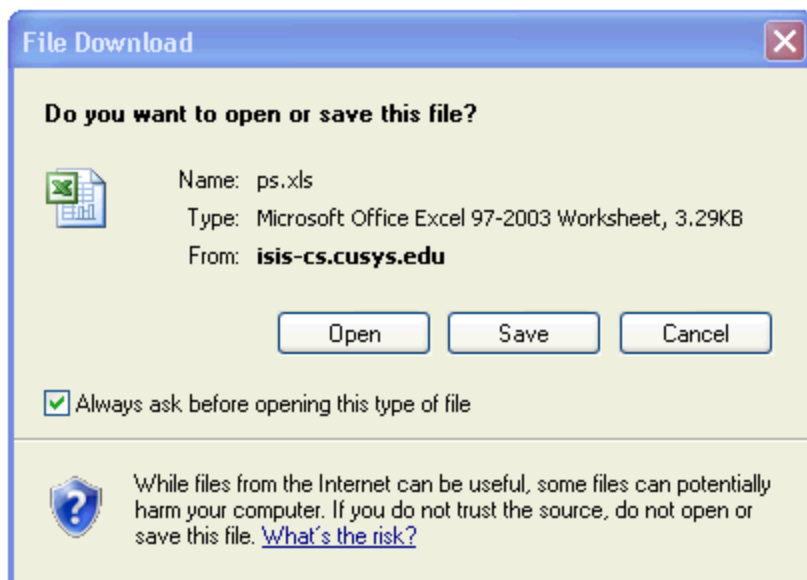 File Download
Do you want to open or save this file?
Name: ps.xls
Type: Microsoft Office Excel 97-2003 Worksheet, 3.29KB
From: isis-cs.cusys.edu
Open Save Cancel
Always ask before opening this type of file
While files from the Internet can be useful, some files can potentially
harm your computer. If you do not trust the source, do not open or
save this file. What's the risk?